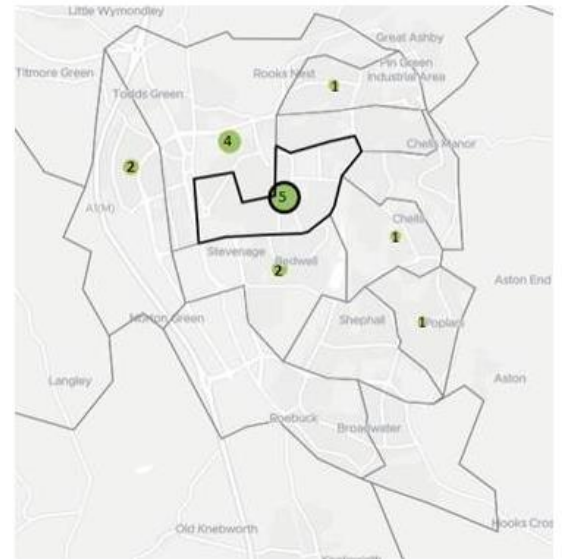 Little Wymondley
Great Ashby
Titmore Green
Rooks Nest
Pin Green
Industrial Area
1
Todds Green
4
Chells Manor
2
5
A1(M)
Chells
1
Stevenage
Bedwell
2
Aston End
Norton Green
Shephall
1
Poplars
Langley
Aston
Roebuck
Broadwater
Old Knebworth
Hooks Cros
Knebworth